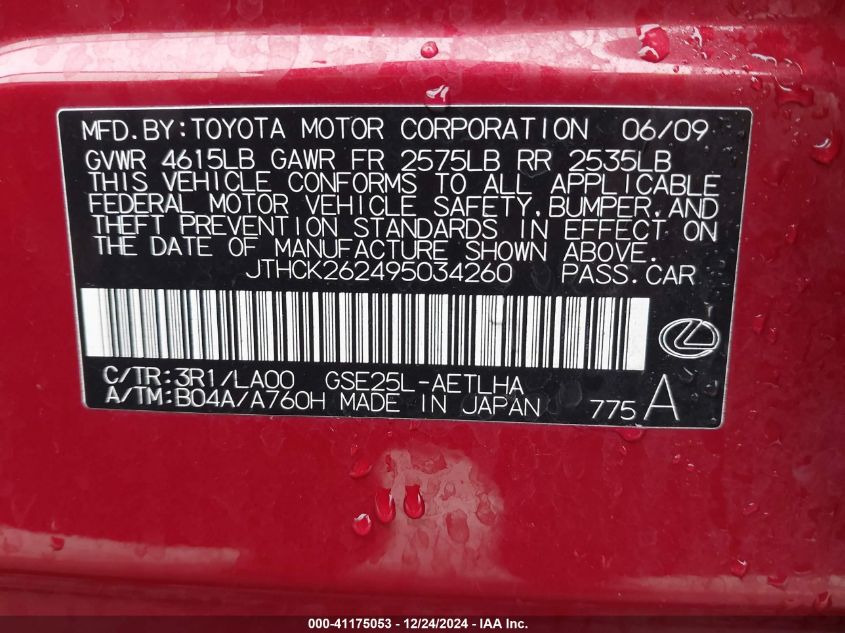 MFD.BY:TOYOTA MOTOR CORPORATION 06/09
GVWR 4615LB GAWR FR 2575LB RR 2535LB
THIS VEHICLE CONFORMS TO ALL APPLICABLE
FEDERAL MOTOR VEHICLE SAFETY,BUMPER,AND
THEFT PREVENTION STANDARDS IN EFFECT ON
THE DATE OF MANUFACTURE SHOWN ABOVE.
JTHCK262495034260 PASS.CAR
C/TR:3R1/LA00 GSE25L-AETLHA
A/TM:B04A/A760H MADE IN JAPAN 775 A
000-41175053 - 12/24/2024 - IAA Inc.